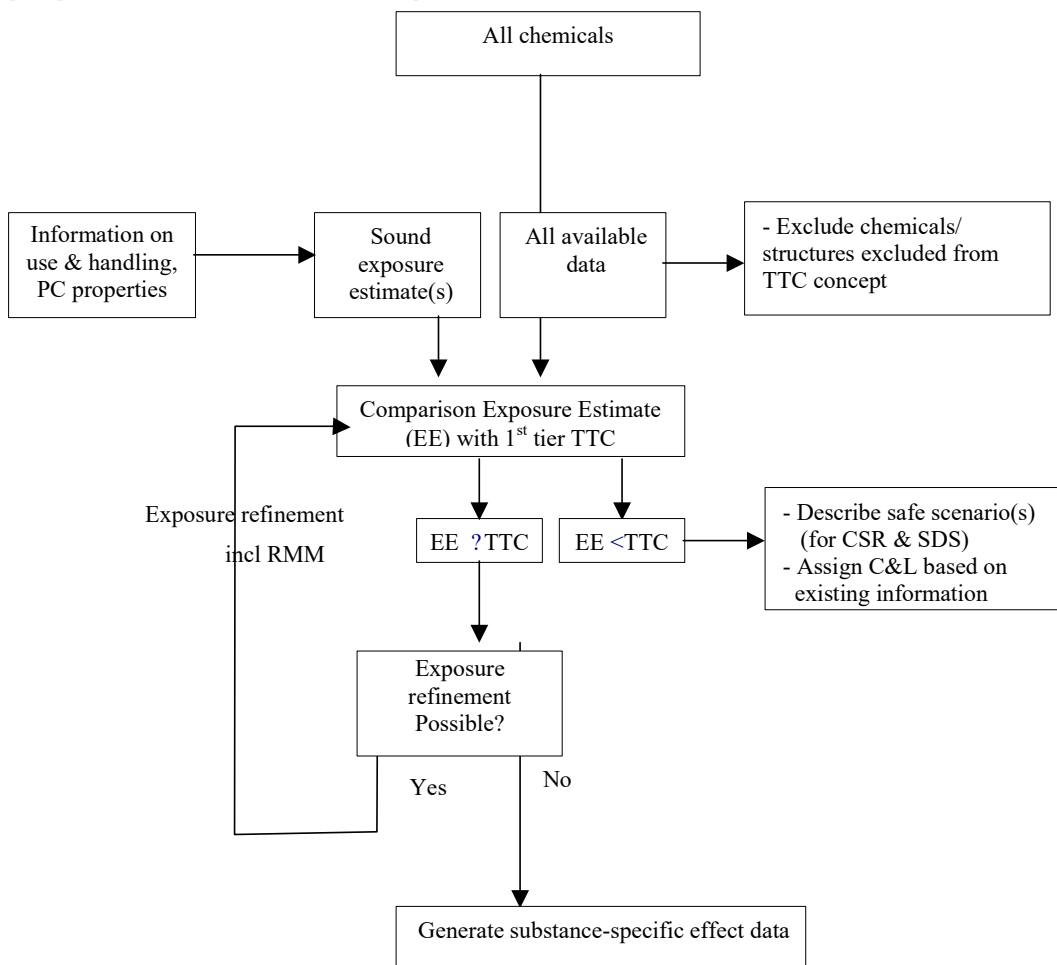 All chemicals
Information on
use & handling,
PC properties
Sound
exposure
estimate(s)
All available
data
- Exclude chemicals/
structures excluded from
TTC concept
Comparison Exposure Estimate
(EE) with 1st tier TTC
Exposure refinement
incl RMM
EE ? TTC
EE <TTC
- Describe safe scenario(s)
(for CSR & SDS)
- Assign C&L based on
existing information
Exposure
refinement
Possible?
Yes
No
Generate substance-specific effect data